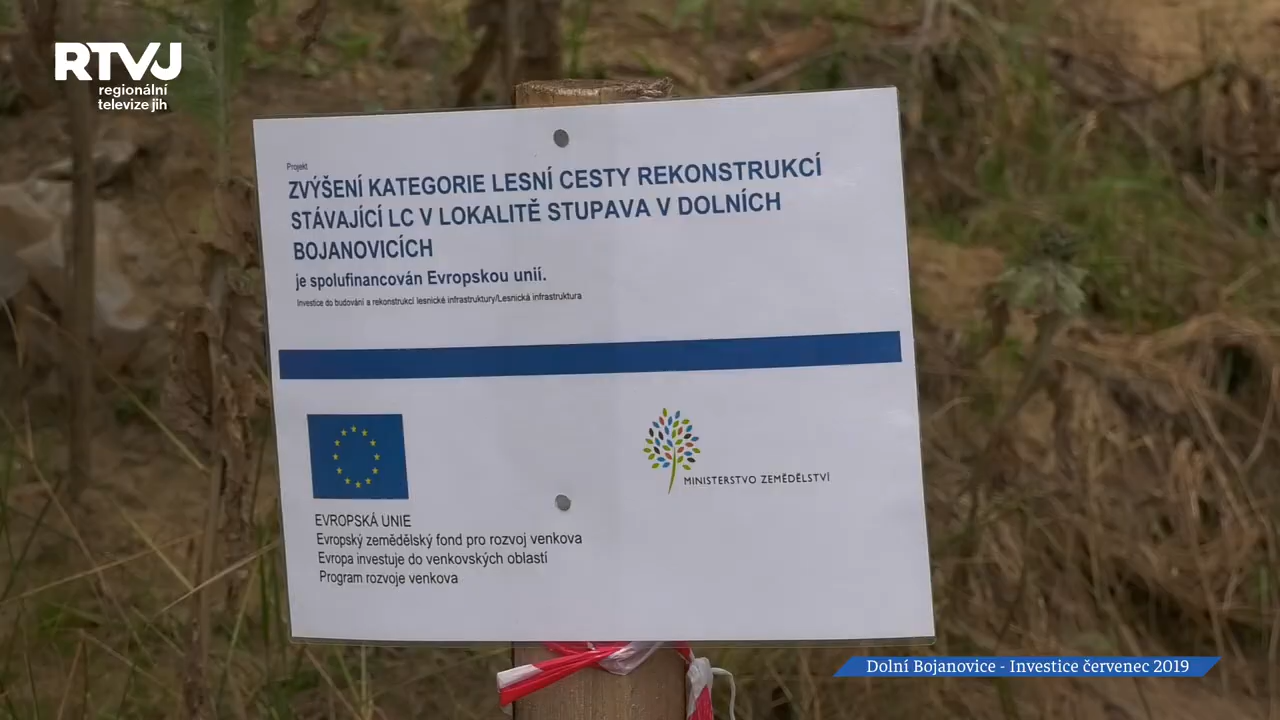 RTVJ
regionální
televize jih
Projekt
ZVÝŠENÍ KATEGORIE LESNÍ CESTY REKONSTRUKCÍ
STÁVAJÍCÍ LC V LOKALITĚ STUPAVA V DOLNÍCH
BOJANOVICÍCH
je spolufinancován Evropskou unií.
Investice do budování a rekonstrukcí lesnické infrastruktury/Lesnická infrastruktura
MINISTERSTVO ZEMĚDĚLSTVÍ
EVROPSKÁ UNIE
Evropský zemědělský fond pro rozvoj venkova
Evropa investuje do venkovských oblastí
Program rozvoje venkova
Dolní Bojanovice - Investice červenec 2019